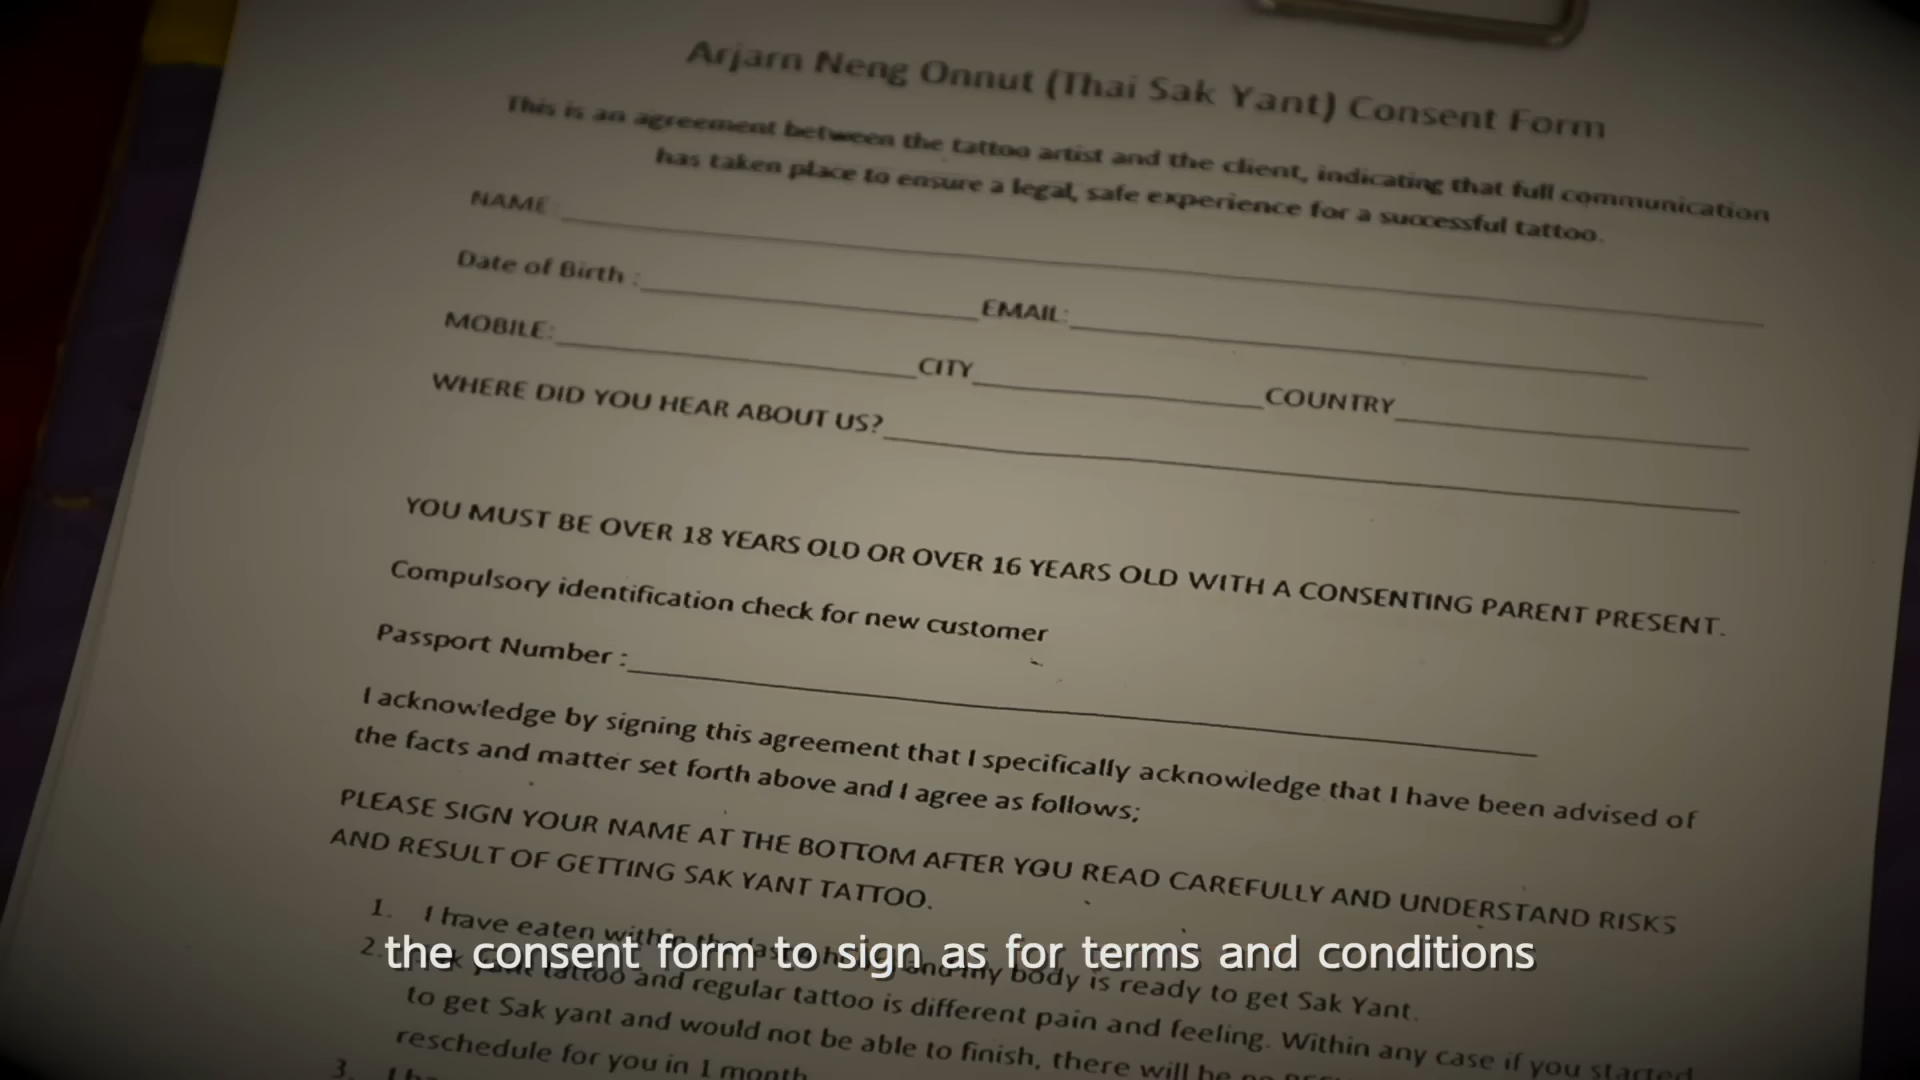 Arjarn Neng Onnut (Thai Sak Yant) Consent Form
This is an agreement between the tattoo artist and the client, indicating that full communication
has taken place to ensure a legal, safe experience for a successful tattoo.
NAME :
Date of Birth : EMAIL:
MOBILE: CITY COUNTRY
WHERE DID YOU HEAR ABOUT US?
YOU MUST BE OVER 18 YEARS OLD OR OVER 16 YEARS OLD WITH A CONSENTING PARENT PRESENT.
Compulsory identification check for new customer
Passport Number :
I acknowledge by signing this agreement that I specifically acknowledge that I have been advised of
the facts and matter set forth above and I agree as follows;
PLEASE SIGN YOUR NAME AT THE BOTTOM AFTER YOU READ CAREFULLY AND UNDERSTAND RISKS
AND RESULT OF GETTING SAK YANT TATTOO.
1. I have eaten within the last and my body is ready to get Sak Yant.
2. yant tattoo and regular tattoo is different pain and feeling. Within any case if you started
to get Sak yant and would not be able to finish, there will be no
reschedule for you in 1 month
3. I
the consent form to sign as for terms and conditions